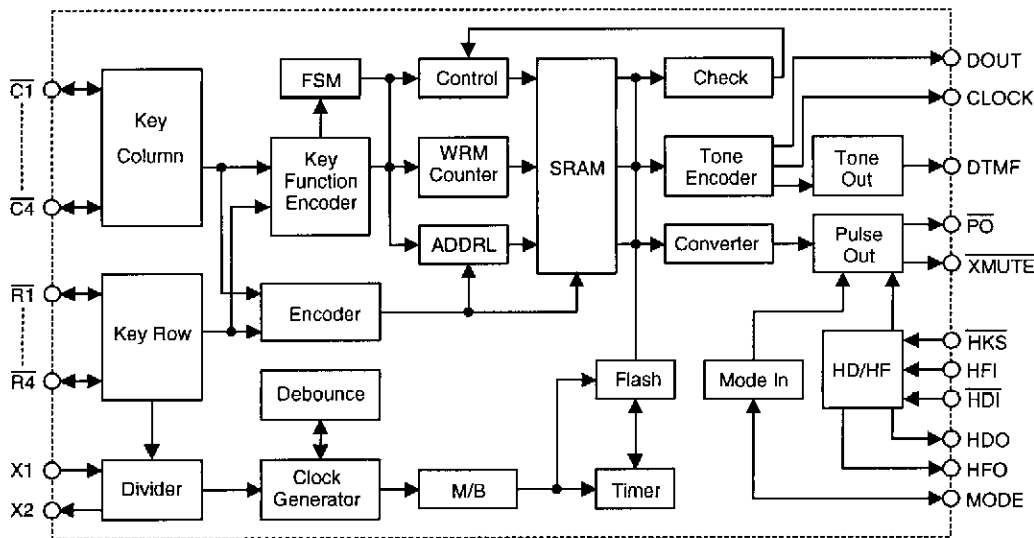 C1
C4
R1
R4
X1
X2
Key
Column
Key Row
Divider
FSM
Key
Function
Encoder
Encoder
Debounce
Clock
Generator
Control
WRM
Counter
ADDRL
M/B
SRAM
Check
Tone
Encoder
Converter
Flash
Timer
Tone
Out
Pulse
Out
Mode In
HD/HF
DOUT
CLOCK
DTMF
PO
XMUTE
HKS
HFI
HDI
HDO
HFO
MODE